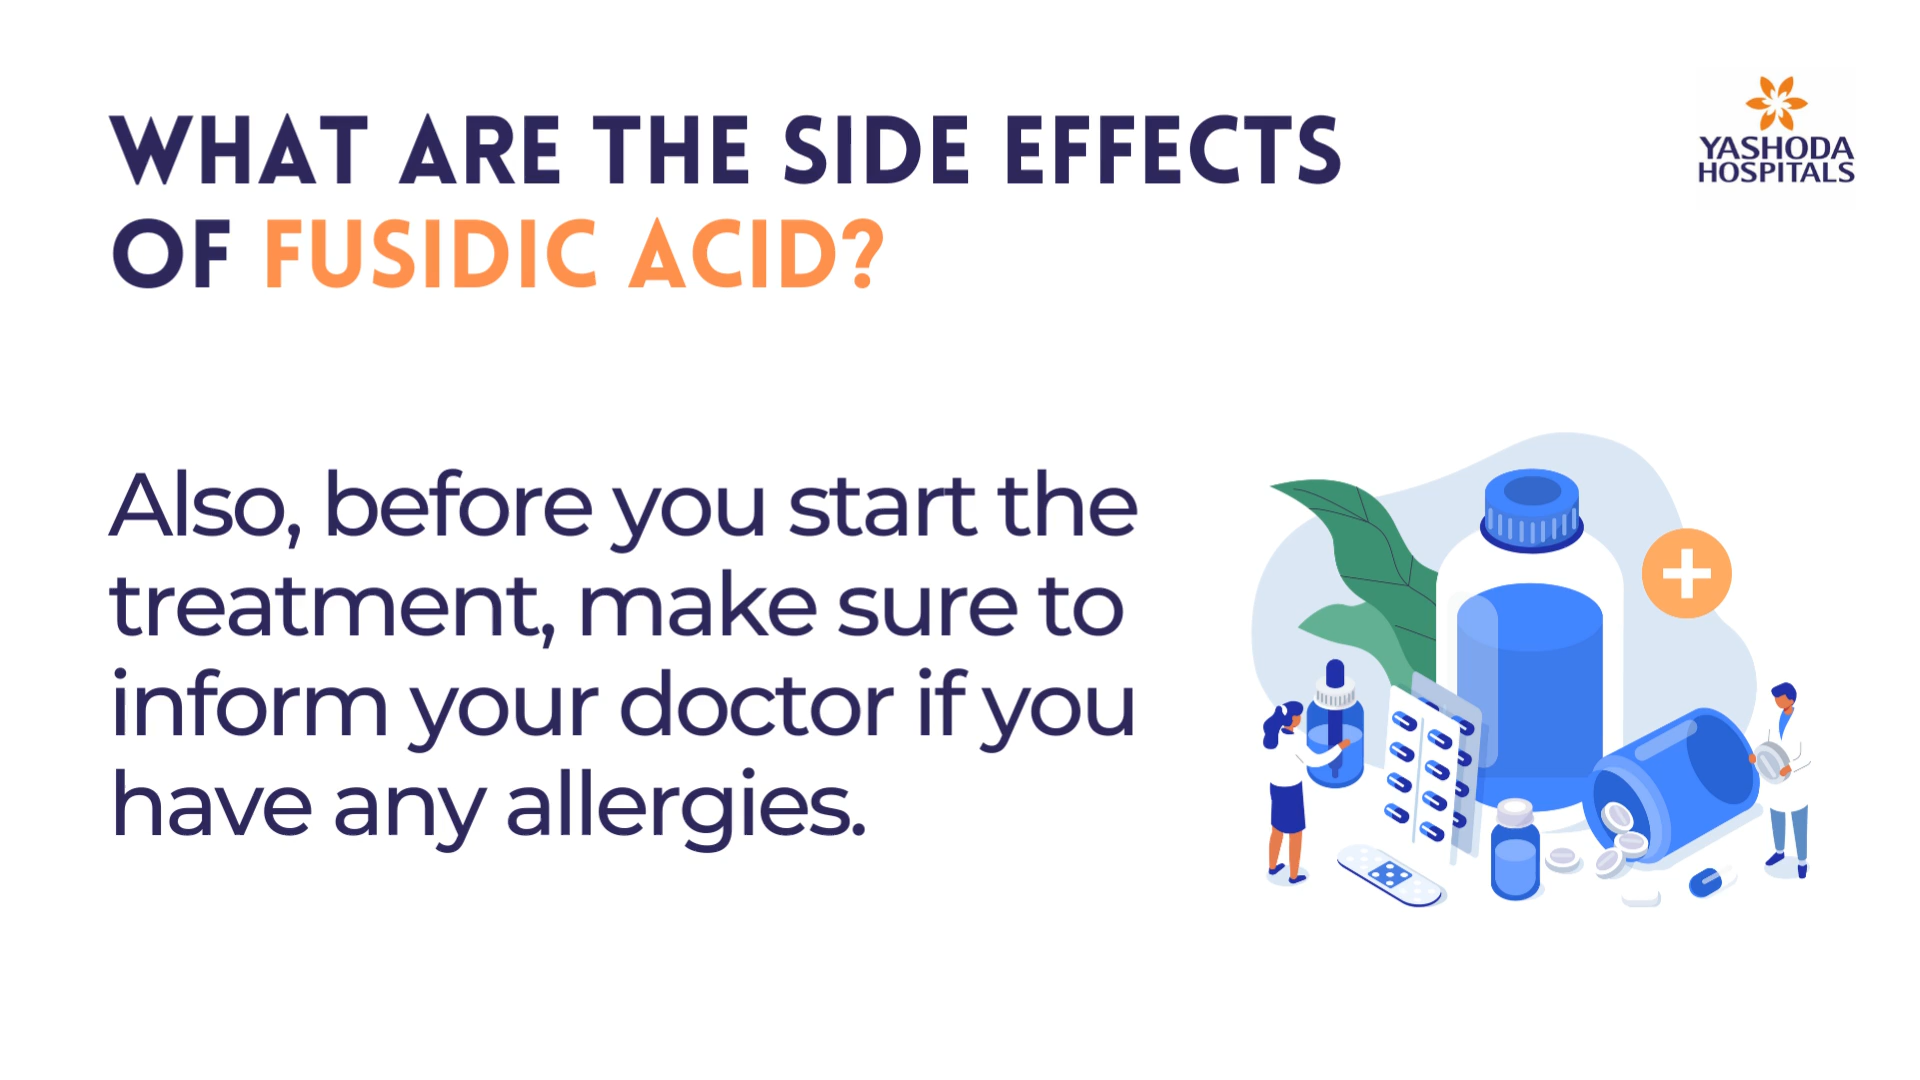 WHAT ARE THE SIDE EFFECTS
OF FUSIDIC ACID?
YASHODA
HOSPITALS
Also, before you start the
treatment, make sure to
inform your doctor if you
have any allergies.